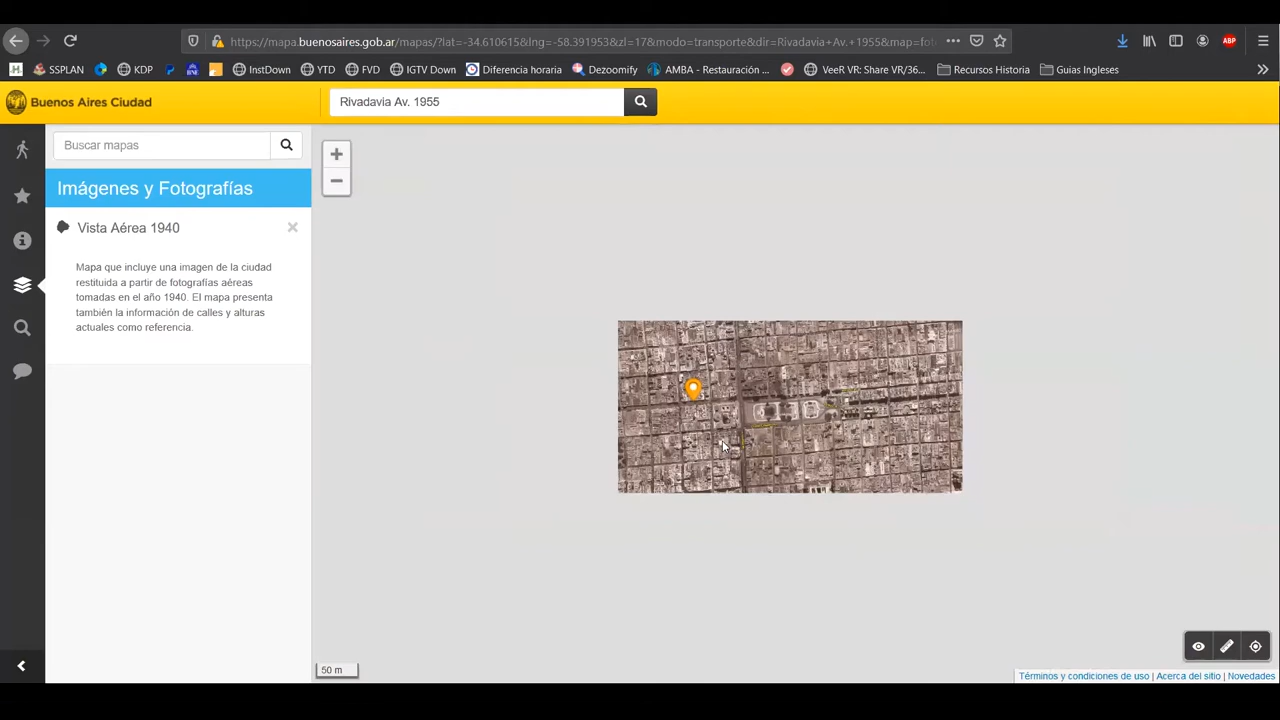 https://mapa.buenosaires.gob.ar/mapas/?lat=-34.610615&lng=-58.391953&zl=17&modo=transporte&dir=Rivadavia+Av.+1955&map=fot
ABP
SSPLAN
KDP
BNE
InstDown
YTD
FVD
IGTV Down
Diferencia horaria
Dezoomify
AMBA - Restauración ...
VeeR VR: Share VR/36...
Recursos Historia
Guias Ingleses
Buenos Aires Ciudad
Rivadavia Av. 1955
Buscar mapas
Imágenes y Fotografías
Vista Aérea 1940
Mapa que incluye una imagen de la ciudad
restituida a partir de fotografías aéreas
tomadas en el año 1940. El mapa presenta
también la información de calles y alturas
actuales como referencia.
50 m
Términos y condiciones de uso | Acerca del sitio | Novedades